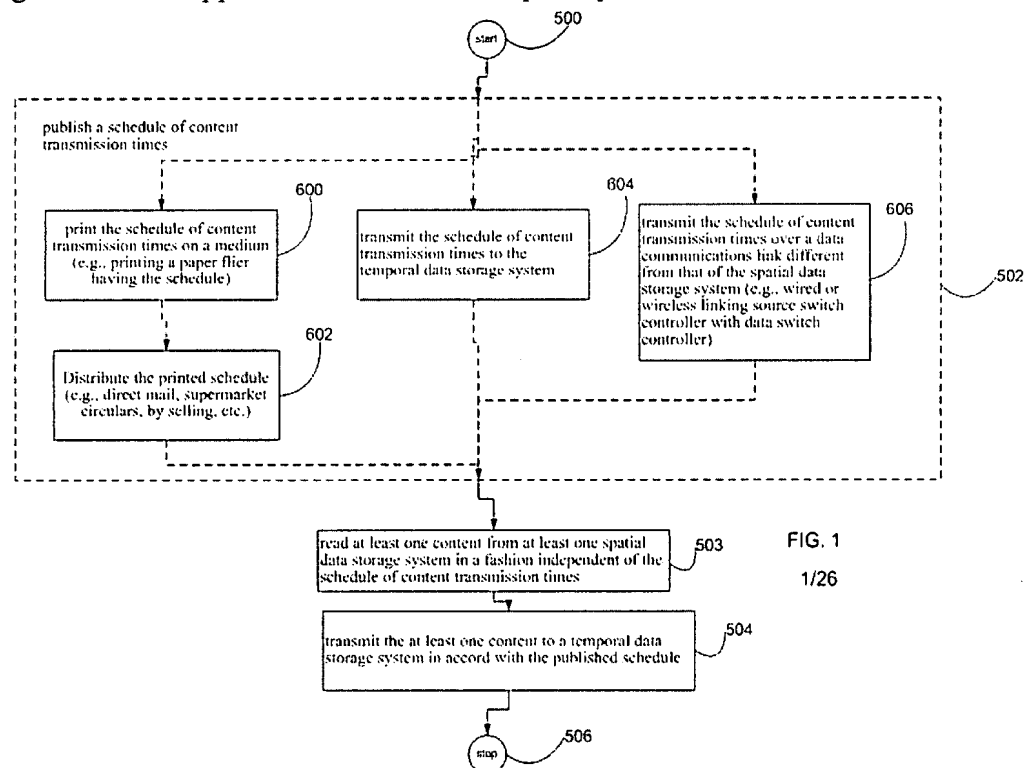 500
start
publish a schedule of content
transmission times
600
print the schedule of content
transmission times on a medium
(e.g., printing a paper flier
having the schedule)
604
transmit the schedule of content
transmission times to the
temporal data storage system
606
transmit the schedule of content
transmission times over a data
communications link different
from that of the spatial data
storage system (e.g., wired or
wireless linking source switch
controller with data switch
controller)
502
602
Distribute the printed schedule
(e.g., direct mail, supermarket
circulars, by selling, etc.)
read at least one content from at least one spatial
data storage system in a fashion independent of the
schedule of content transmission times
503
FIG. 1
1/26
transmit the at least one content to a temporal data
storage system in accord with the published schedule
504
stop
506